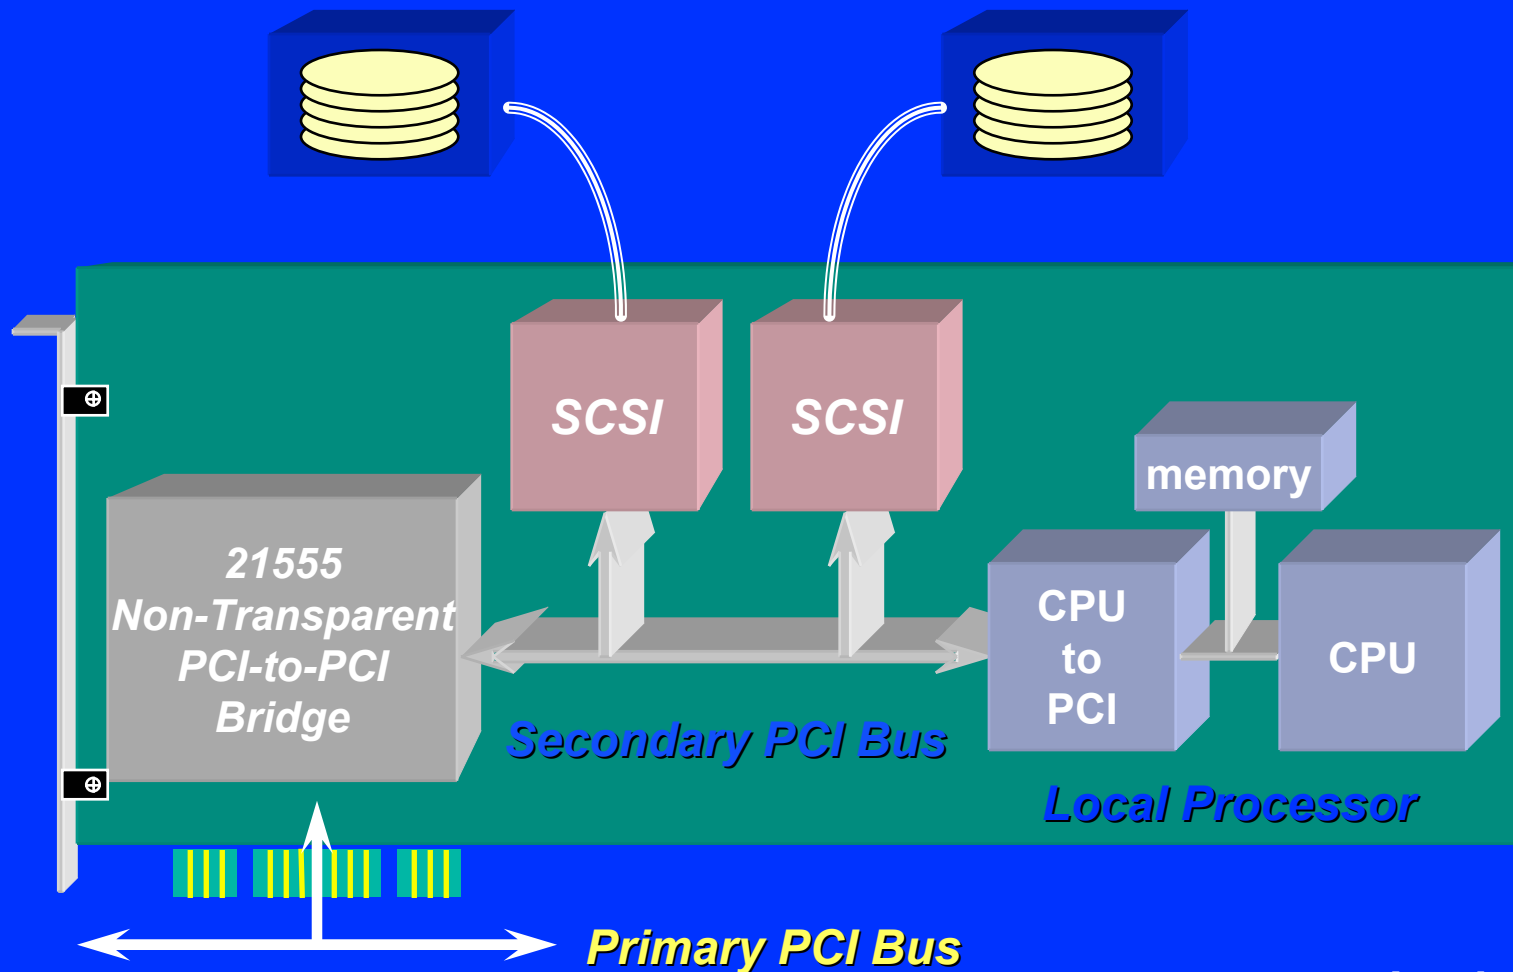 SCSI
SCSI
memory
21555
Non-Transparent
PCI-to-PCI
Bridge
CPU
to
PCI
CPU
Secondary PCI Bus
Local Processor
Primary PCI Bus